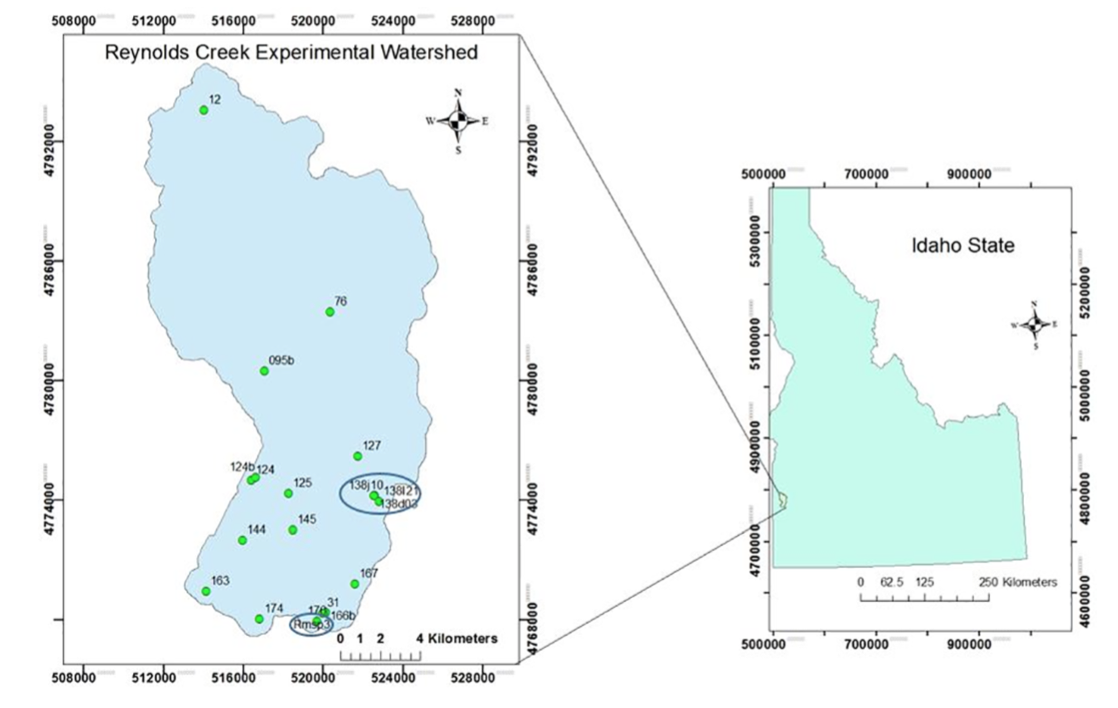 508000 512000 516000 520000 524000 528000
Reynolds Creek Experimental Watershed
N
W E
S
12
76
095b
127
124b 124
125
138j10
138l21
138d03
144
145
163
167
174
31
176
166b
Rmsp3
0 1 2 4 Kilometers
4792000
4786000
4780000
4774000
4792000
4786000
4780000
4774000
4768000
508000 512000 516000 520000 524000 528000
500000 700000 900000
Idaho State
N
W E
S
5300000
5100000
4900000
4700000
5200000
5000000
4800000
4600000
0 62.5 125 250 Kilometers
500000 700000 900000